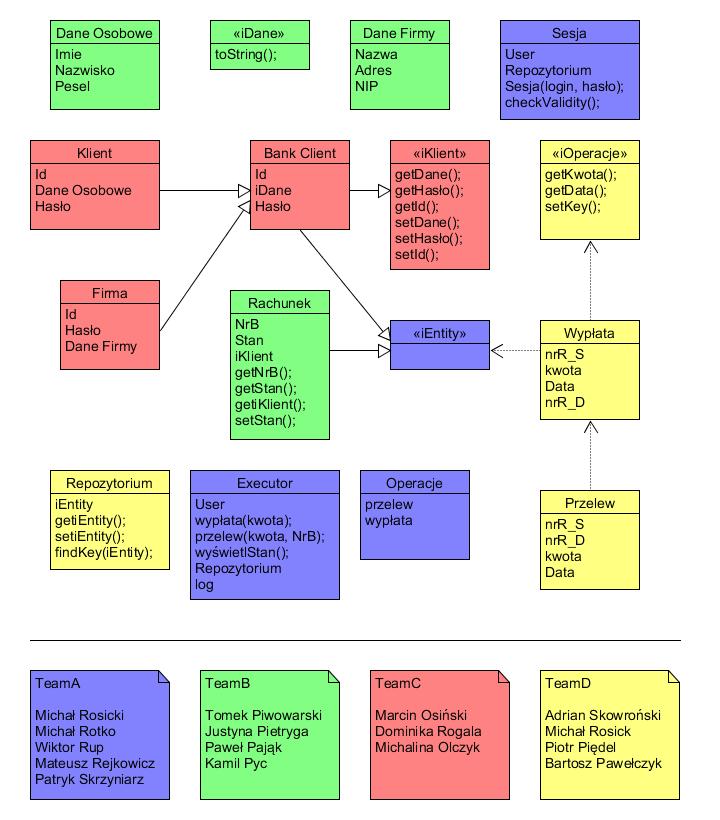 Dane Osobowe
Imie
Nazwisko
Pesel
«iDane»
toString();
Dane Firmy
Nazwa
Adres
NIP
Sesja
User
Repozytorium
Sesja(login, hasło);
checkValidity();
Klient
Id
Dane Osobowe
Hasło
Bank Client
Id
iDane
Hasło
«iKlient»
getDane();
getHasło();
getId();
setDane();
setHasło();
setId();
«iOperacje»
getKwota();
getData();
setKey();
Firma
Id
Hasło
Dane Firmy
Rachunek
NrB
Stan
iKlient
getNrB();
getStan();
getiKlient();
setStan();
«iEntity»
Wypłata
nrR_S
kwota
Data
nrR_D
Repozytorium
iEntity
getiEntity();
setiEntity();
findKey(iEntity);
Executor
User
wypłata(kwota);
przelew(kwota, NrB);
wyświetlStan();
Repozytorium
log
Operacje
przelew
wypłata
Przelew
nrR_S
nrR_D
kwota
Data
TeamA
Michał Rosicki
Michał Rotko
Wiktor Rup
Mateusz Rejkowicz
Patryk Skrzyniarz
TeamB
Tomek Piwowarski
Justyna Pietryga
Paweł Pająk
Kamil Pyc
TeamC
Marcin Osiński
Dominika Rogala
Michalina Olczyk
TeamD
Adrian Skowroński
Michał Rosick
Piotr Piędel
Bartosz Pawełczyk